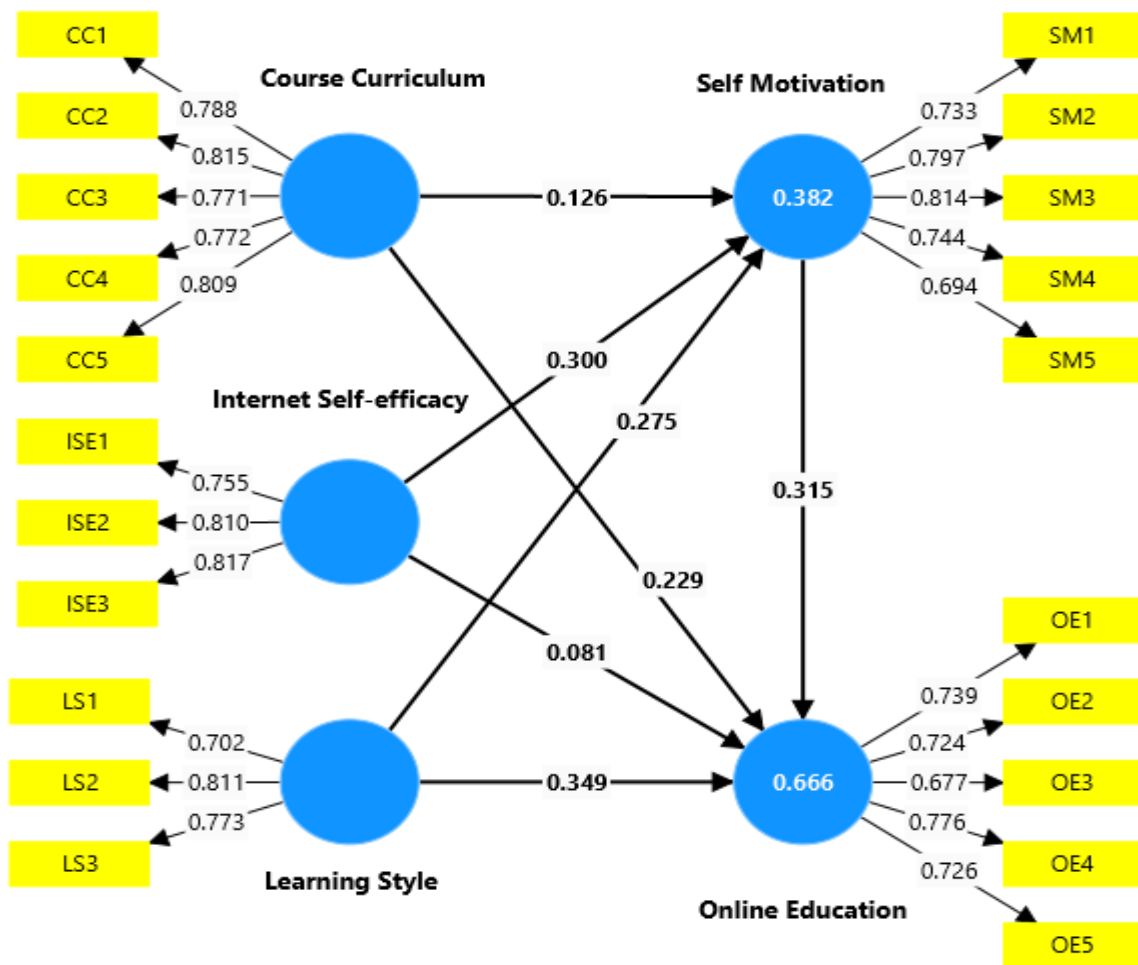 CC1
CC2
CC3
CC4
CC5
0.788
0.815
0.771
0.772
0.809
Course Curriculum
Internet Self-efficacy
ISE1
ISE2
ISE3
0.755
0.810
0.817
LS1
LS2
LS3
0.702
0.811
0.773
Learning Style
0.126
0.300
0.275
0.229
0.081
0.349
0.315
Self Motivation
0.382
0.733
0.797
0.814
0.744
0.694
SM1
SM2
SM3
SM4
SM5
0.666
Online Education
0.739
0.724
0.677
0.776
0.726
OE1
OE2
OE3
OE4
OE5